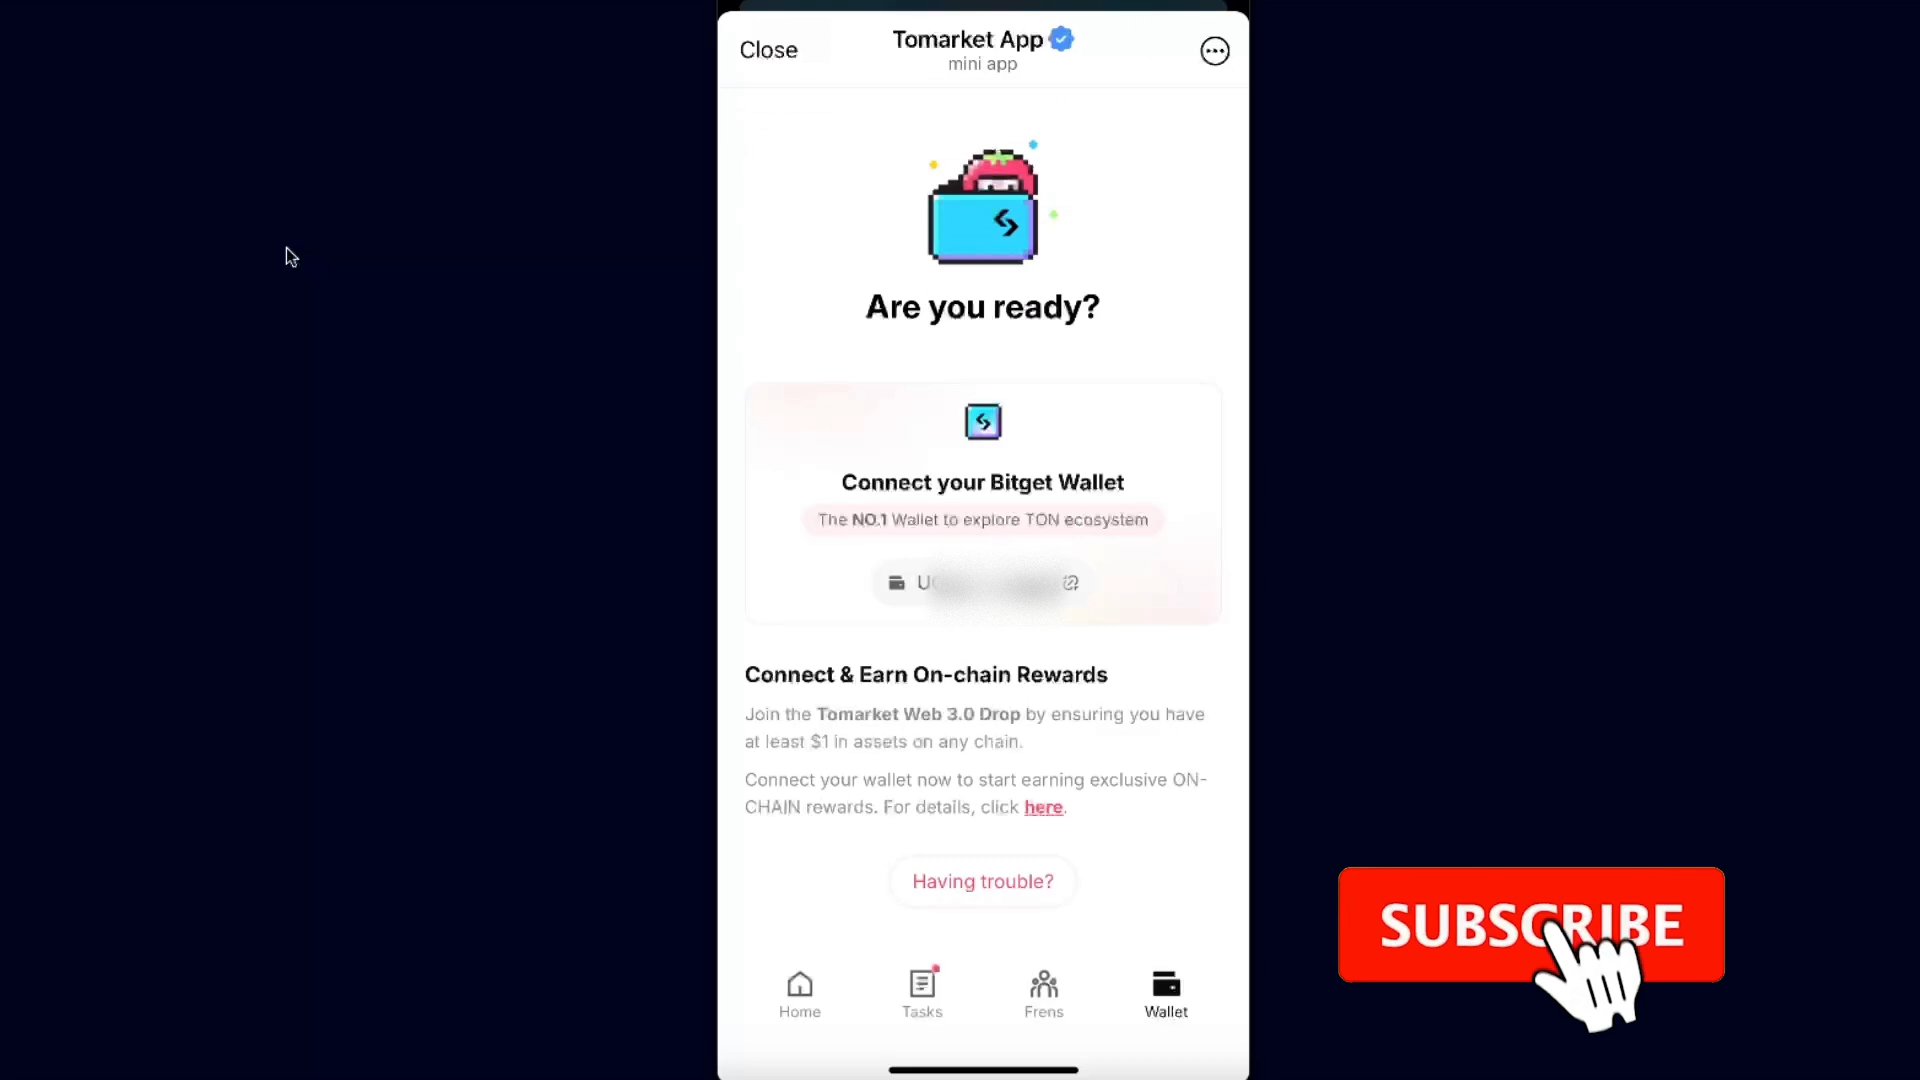 Close
Tomarket App
mini app
Are you ready?
Connect your Bitget Wallet
The NO.1 Wallet to explore TON ecosystem
Connect & Earn On-chain Rewards
Join the Tomarket Web 3.0 Drop by ensuring you have
at least $1 in assets on any chain.
Connect your wallet now to start earning exclusive ON-
CHAIN rewards. For details, click here.
Having trouble?
SUBSCRIBE
Home
Tasks
Frens
Wallet